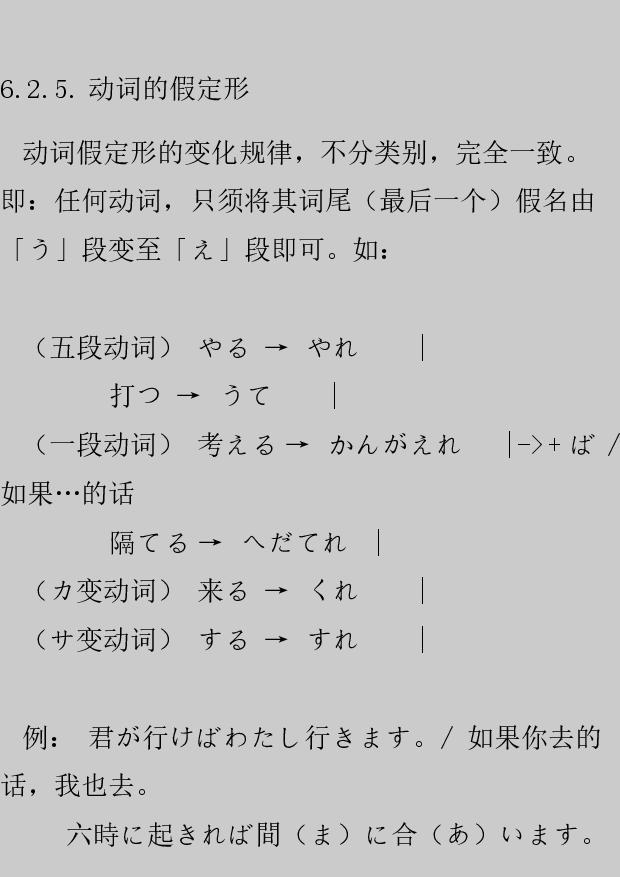 6.2.5. 动词的假定形
动词假定形的变化规律，不分类别，完全一致。
即：任何动词，只须将其词尾（最后一个）假名由
「う」段变至「え」段即可。如：
（五段动词） やる → やれ |
打つ → うて |
（一段动词） 考える→ かんがえれ |->+ ば /
如果…的话
隔てる→ へだてれ |
（カ变动词） 来る → くれ |
（サ变动词） する → すれ |
例： 君が行けばわたし行きます。/ 如果你去的
话，我也去。
六時に起きれば間（ま）に合（あ）います。